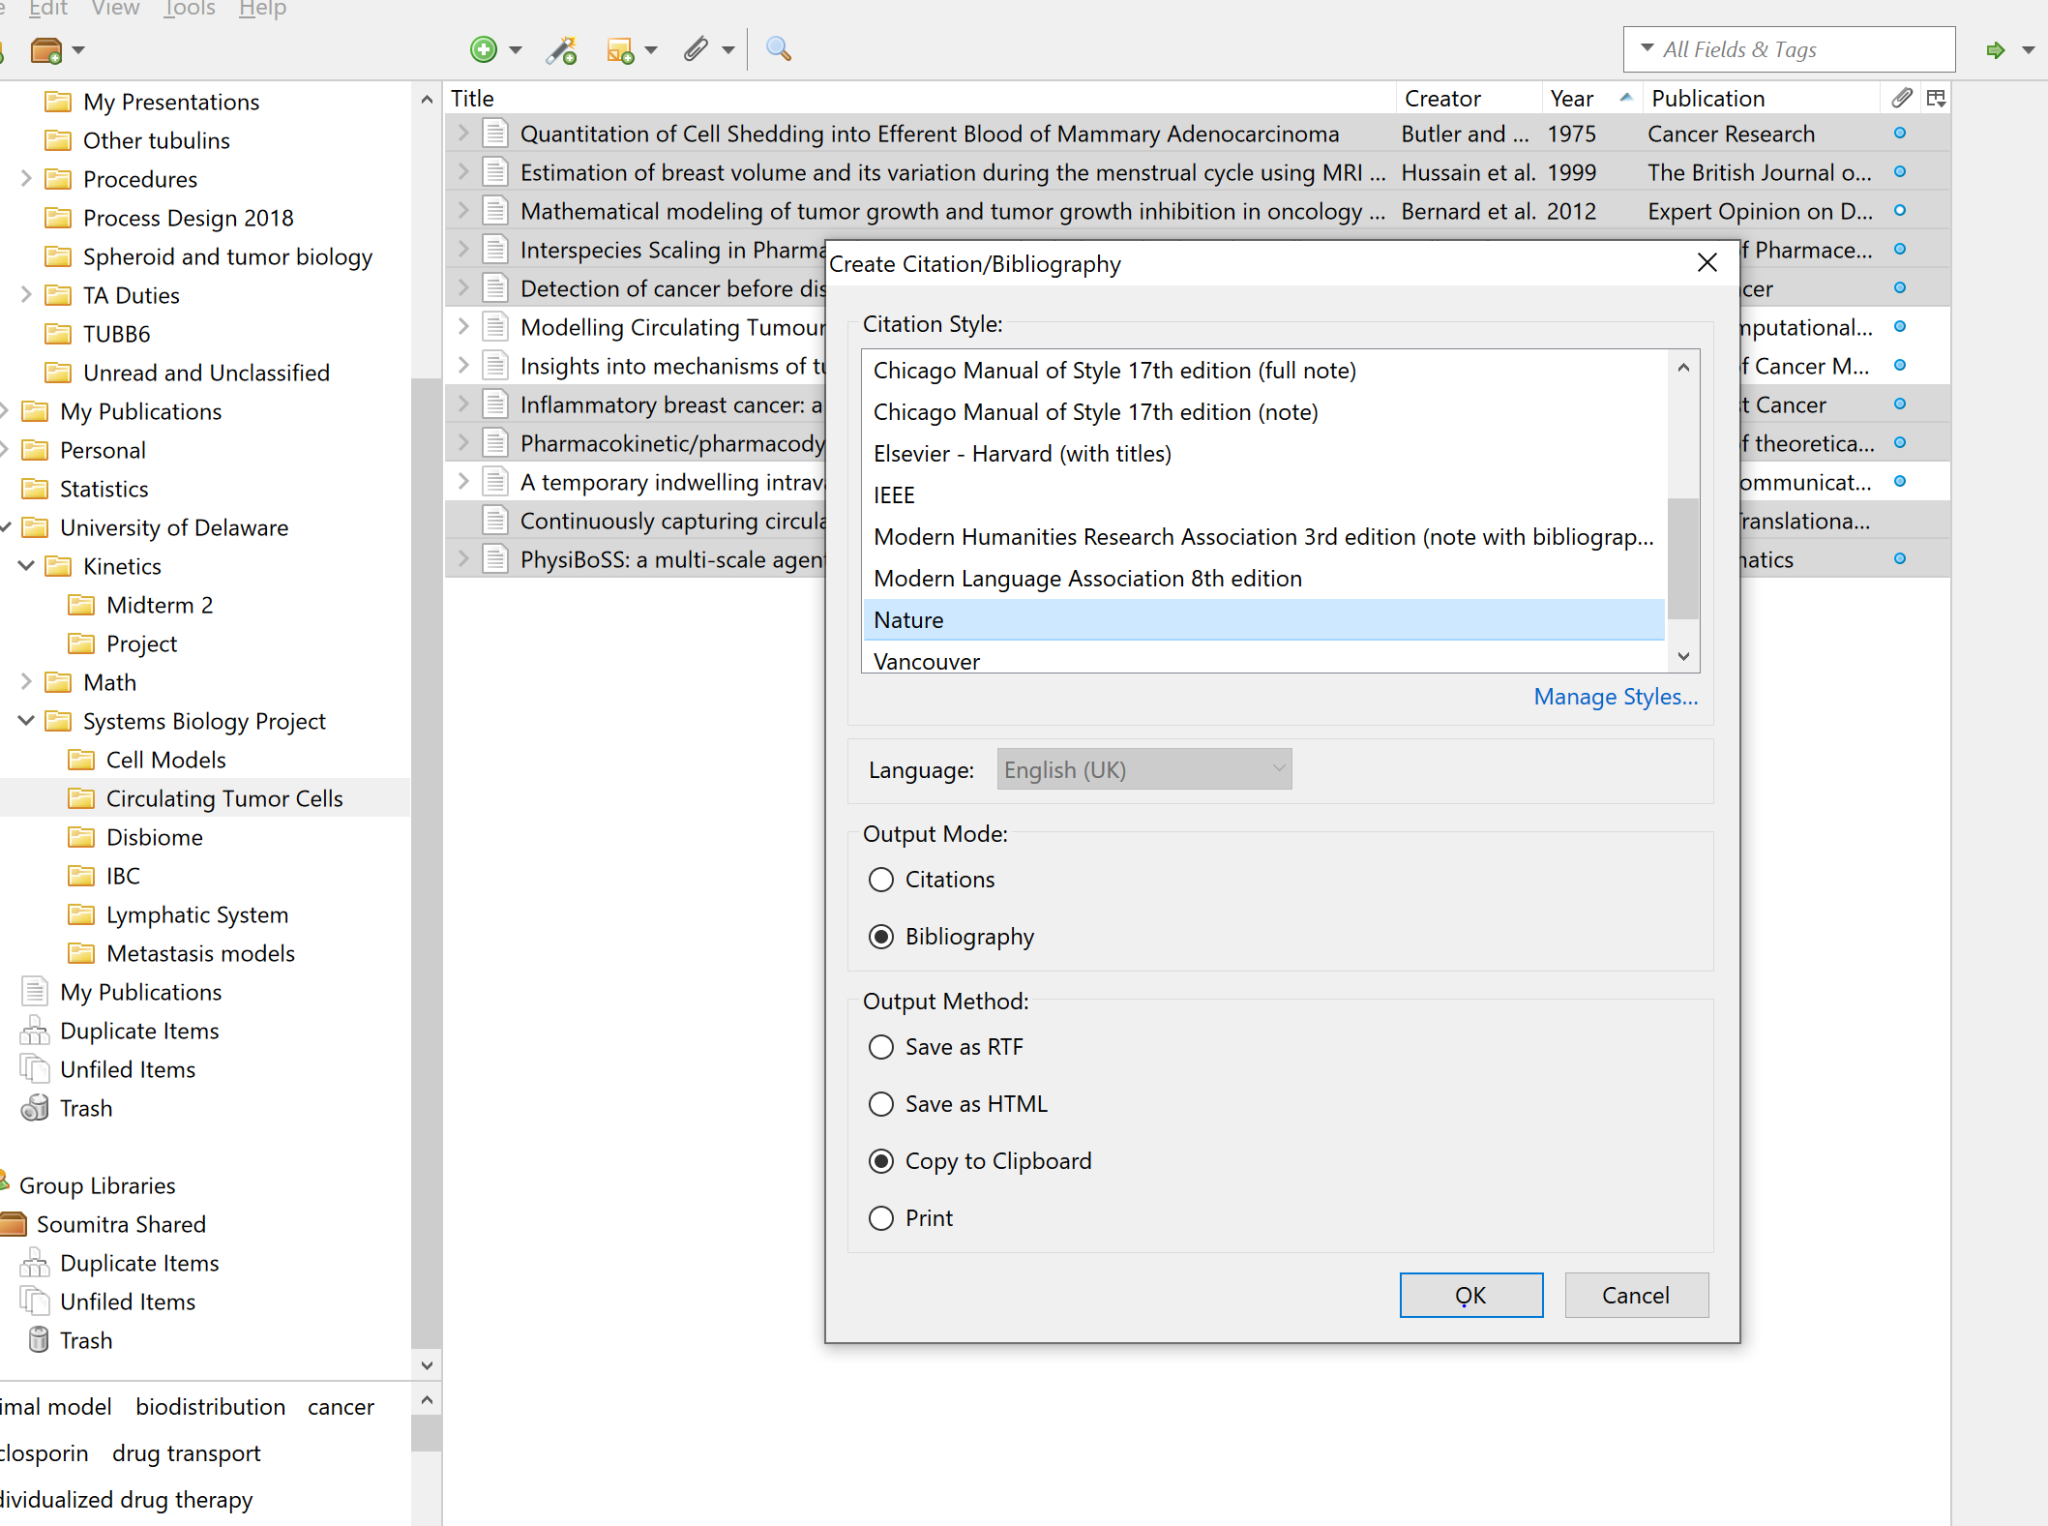 Edit View Tools Help
All Fields & Tags
My Presentations
Other tubulins
Procedures
Process Design 2018
Spheroid and tumor biology
TA Duties
TUBB6
Unread and Unclassified
My Publications
Personal
Statistics
University of Delaware
Kinetics
Midterm 2
Project
Math
Systems Biology Project
Cell Models
Circulating Tumor Cells
Disbiome
IBC
Lymphatic System
Metastasis models
My Publications
Duplicate Items
Unfiled Items
Trash
Group Libraries
Soumitra Shared
Duplicate Items
Unfiled Items
Trash
imal model biodistribution cancer
closporin drug transport
dividualized drug therapy
Title Creator Year Publication
Quantitation of Cell Shedding into Efferent Blood of Mammary Adenocarcinoma Butler and ... 1975 Cancer Research
Estimation of breast volume and its variation during the menstrual cycle using MRI ... Hussain et al. 1999 The British Journal o...
Mathematical modeling of tumor growth and tumor growth inhibition in oncology ... Bernard et al. 2012 Expert Opinion on D...
Interspecies Scaling in Pharma f Pharmace...
Detection of cancer before dis cer
Modelling Circulating Tumour mputational...
Insights into mechanisms of tu f Cancer M...
Inflammatory breast cancer: a t Cancer
Pharmacokinetic/pharmacody f theoretica...
A temporary indwelling intrava ommunicat...
Continuously capturing circula ranslationa...
PhysiBoSS: a multi-scale agen natics
Create Citation/Bibliography
Citation Style:
Chicago Manual of Style 17th edition (full note)
Chicago Manual of Style 17th edition (note)
Elsevier - Harvard (with titles)
IEEE
Modern Humanities Research Association 3rd edition (note with bibliograp...
Modern Language Association 8th edition
Nature
Vancouver
Manage Styles...
Language: English (UK)
Output Mode:
Citations
Bibliography
Output Method:
Save as RTF
Save as HTML
Copy to Clipboard
Print
OK Cancel